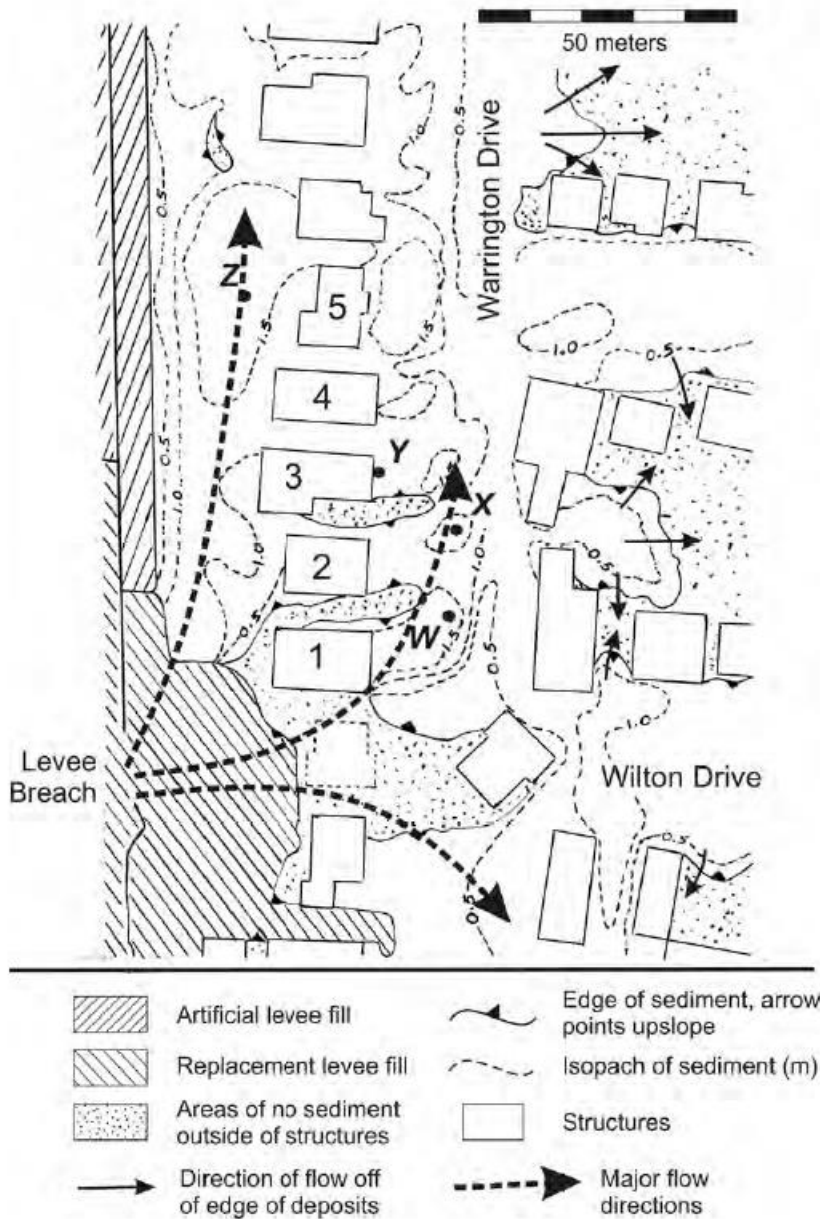 50 meters
Warrington Drive
0.5
1.0
0.5
Z
1.5
5
1.5
1.0
0.5
4
0.5
1.0
3
Y
X
1.0
2
1.0
0.5
0.5
1
W
1.5
0.5
1.0
Levee
Breach
Wilton Drive
0.5
0.5
Artificial levee fill
Replacement levee fill
Areas of no sediment
outside of structures
Direction of flow off
of edge of deposits
Edge of sediment, arrow
points upslope
Isopach of sediment (m)
Structures
Major flow
directions